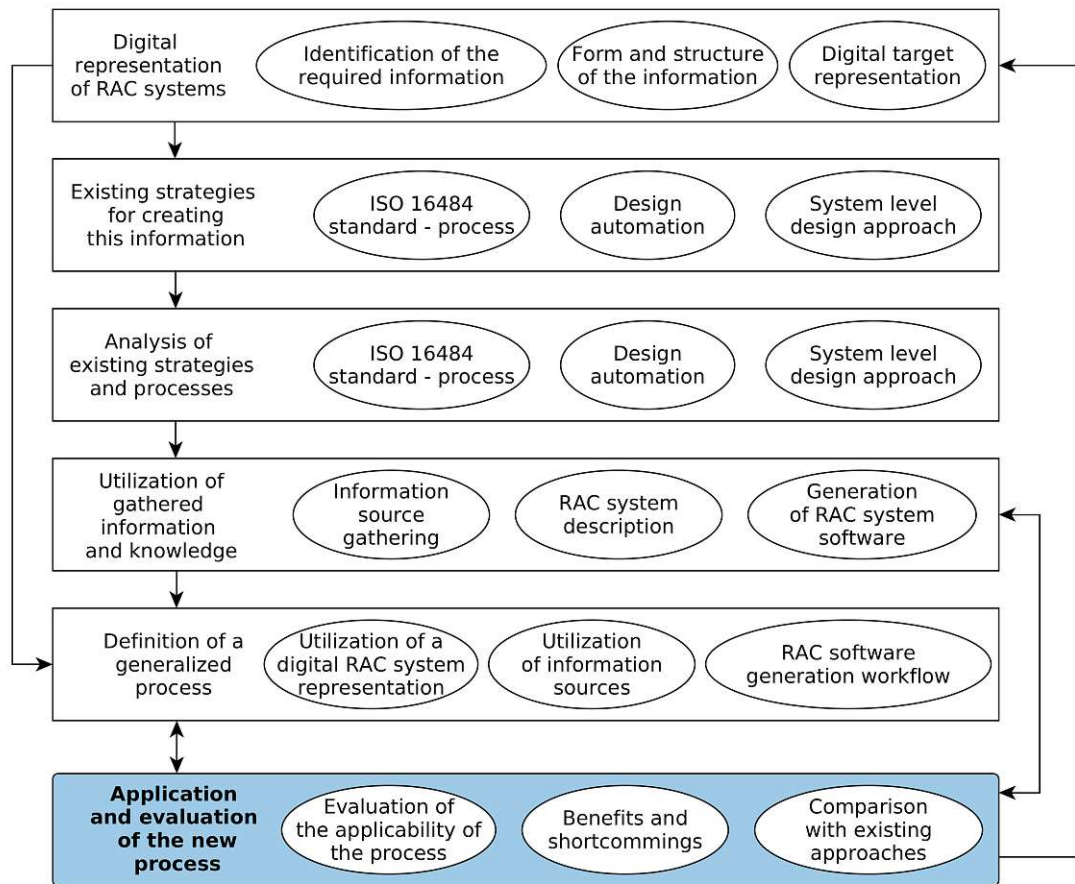 Digital
representation
of RAC systems
Identification of the
required information
Form and structure
of the information
Digital target
representation
Existing strategies
for creating
this information
ISO 16484
standard - process
Design
automation
System level
design approach
Analysis of
existing strategies
and processes
ISO 16484
standard - process
Design
automation
System level
design approach
Utilization of
gathered
information
and knowledge
Information
source
gathering
RAC system
description
Generation
of RAC system
software
Definition of a
generalized
process
Utilization of a
digital RAC system
representation
Utilization
of information
sources
RAC software
generation workflow
Application
and evaluation
of the new
process
Evaluation of
the applicability of
the process
Benefits and
shortcommings
Comparison
with existing
approaches